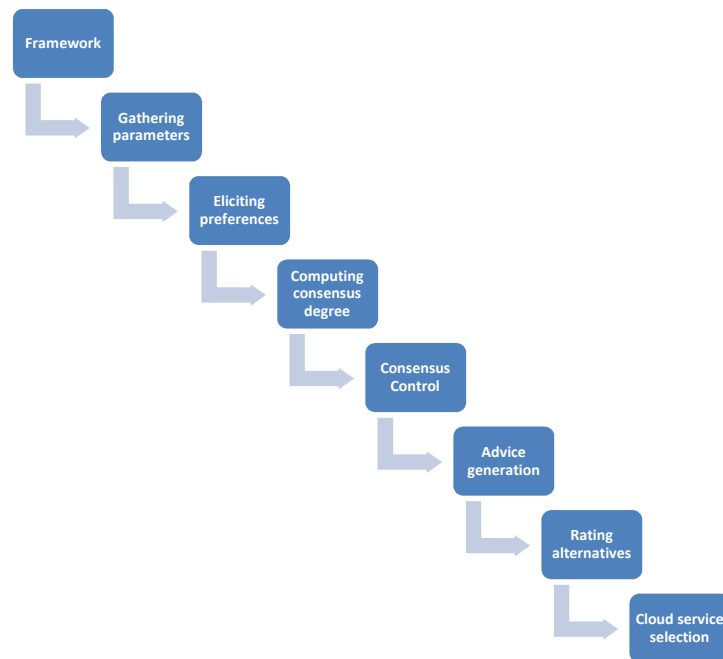 Framework
Gathering
parameters
Eliciting
preferences
Computing
consensus
degree
Consensus
Control
Advice
generation
Rating
alternatives
Cloud service
selection